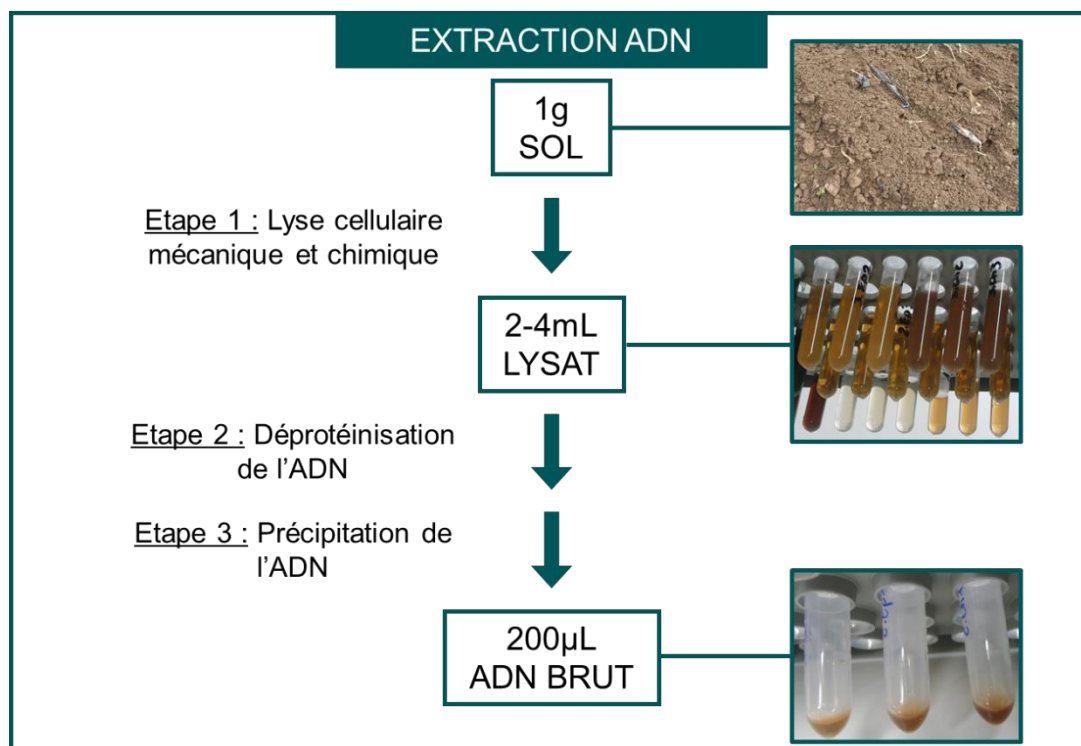 EXTRACTION ADN
1g
SOL
Etape 1 : Lyse cellulaire
mécanique et chimique
2-4mL
LYSAT
Etape 2 : Déprotéinisation
de l'ADN
Etape 3 : Précipitation de
l'ADN
200µL
ADN BRUT